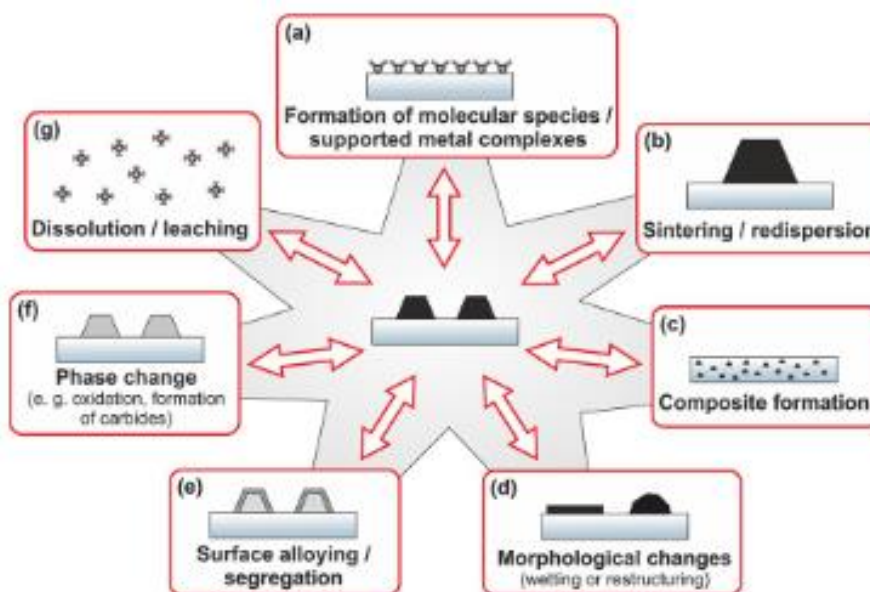 (a)
Formation of molecular species /
supported metal complexes
(b)
Sintering / redispersion
(c)
Composite formation
(d)
Morphological changes
(wetting or restructuring)
(e)
Surface alloying /
segregation
(f)
Phase change
(e. g. oxidation, formation
of carbides)
(g)
Dissolution / leaching